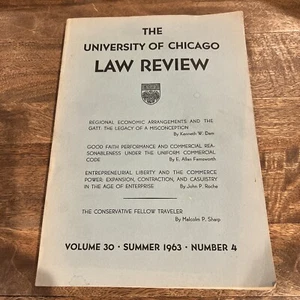 THE
UNIVERSITY OF CHICAGO
LAW REVIEW
REGIONAL ECONOMIC ARRANGEMENTS AND THE
GATT: THE LEGACY OF A MISCONCEPTION
By Kenneth W. Dam
GOOD FAITH PERFORMANCE AND COMMERCIAL REA-
SONABLENESS UNDER THE UNIFORM COMMERCIAL
CODE By E. Allan Farnsworth
ENTREPRENEURIAL LIBERTY AND THE COMMERCE
POWER: EXPANSION, CONTRACTION, AND CASUISTRY
IN THE AGE OF ENTERPRISE By John P. Roche
THE CONSERVATIVE FELLOW TRAVELER
By Malcolm P. Sharp
VOLUME 30 · SUMMER 1963 · NUMBER 4